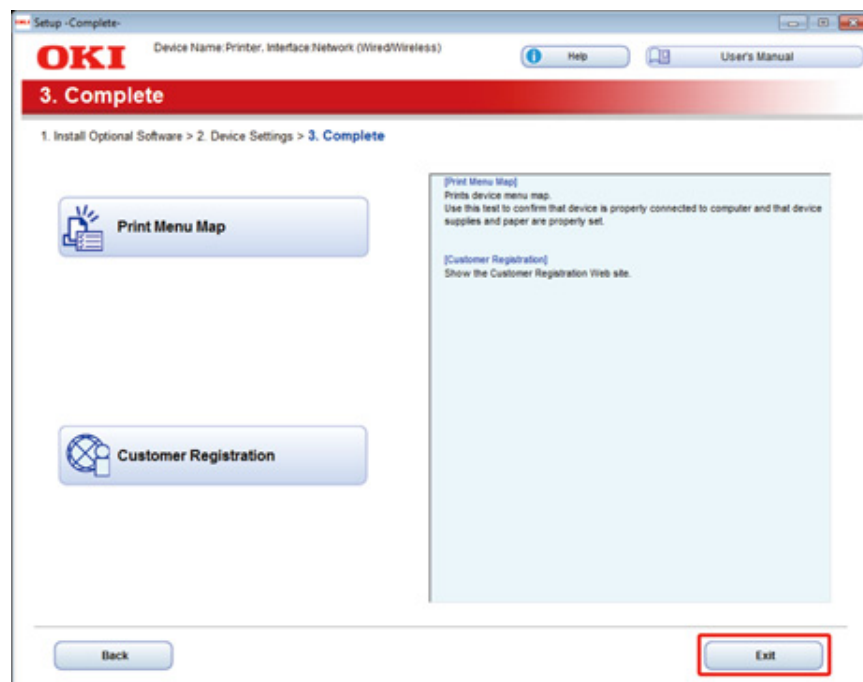 Setup -Complete-
OKI
Device Name:Printer. Interface:Network (Wired/Wireless)
Help
User's Manual
3. Complete
1. Install Optional Software > 2. Device Settings > 3. Complete
Print Menu Map
[Print Menu Map]
Prints device menu map.
Use this test to confirm that device is properly connected to computer and that device
supplies and paper are properly set.
[Customer Registration]
Show the Customer Registration Web site.
Customer Registration
Back
Exit